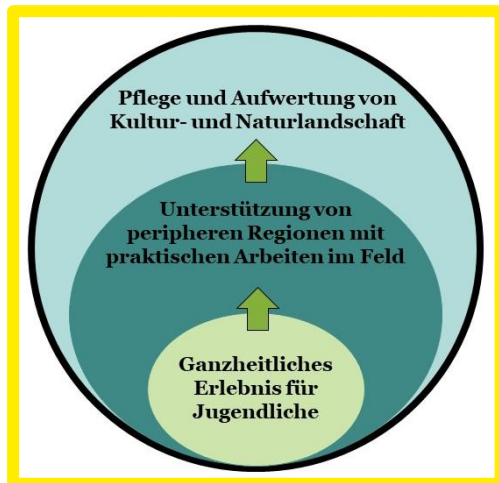 Pflege und Aufwertung von
Kultur- und Naturlandschaft
Unterstützung von
peripheren Regionen mit
praktischen Arbeiten im Feld
Ganzheitliches
Erlebnis für
Jugendliche